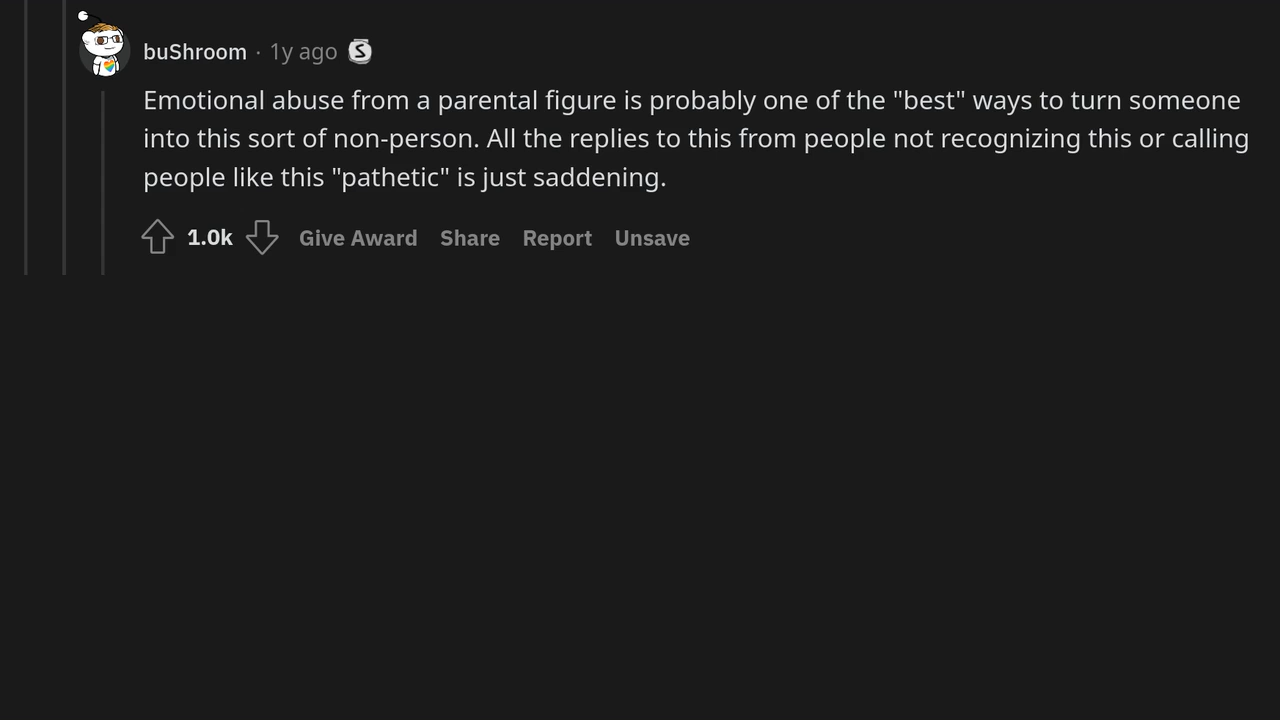 buShroom · 1y ago
Emotional abuse from a parental figure is probably one of the "best" ways to turn someone
into this sort of non-person. All the replies to this from people not recognizing this or calling
people like this "pathetic" is just saddening.
1.0k Give Award Share Report Unsave